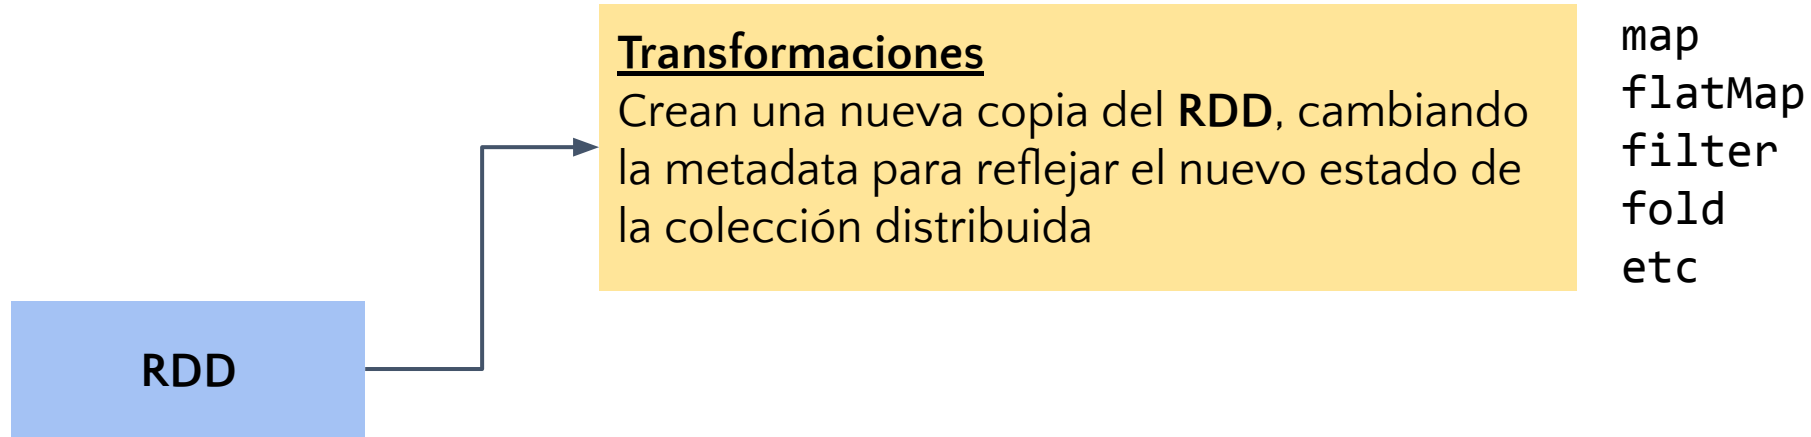 Transformaciones
Crean una nueva copia del RDD, cambiando
la metadata para reflejar el nuevo estado de
la colección distribuida
map
flatMap
filter
fold
etc
RDD